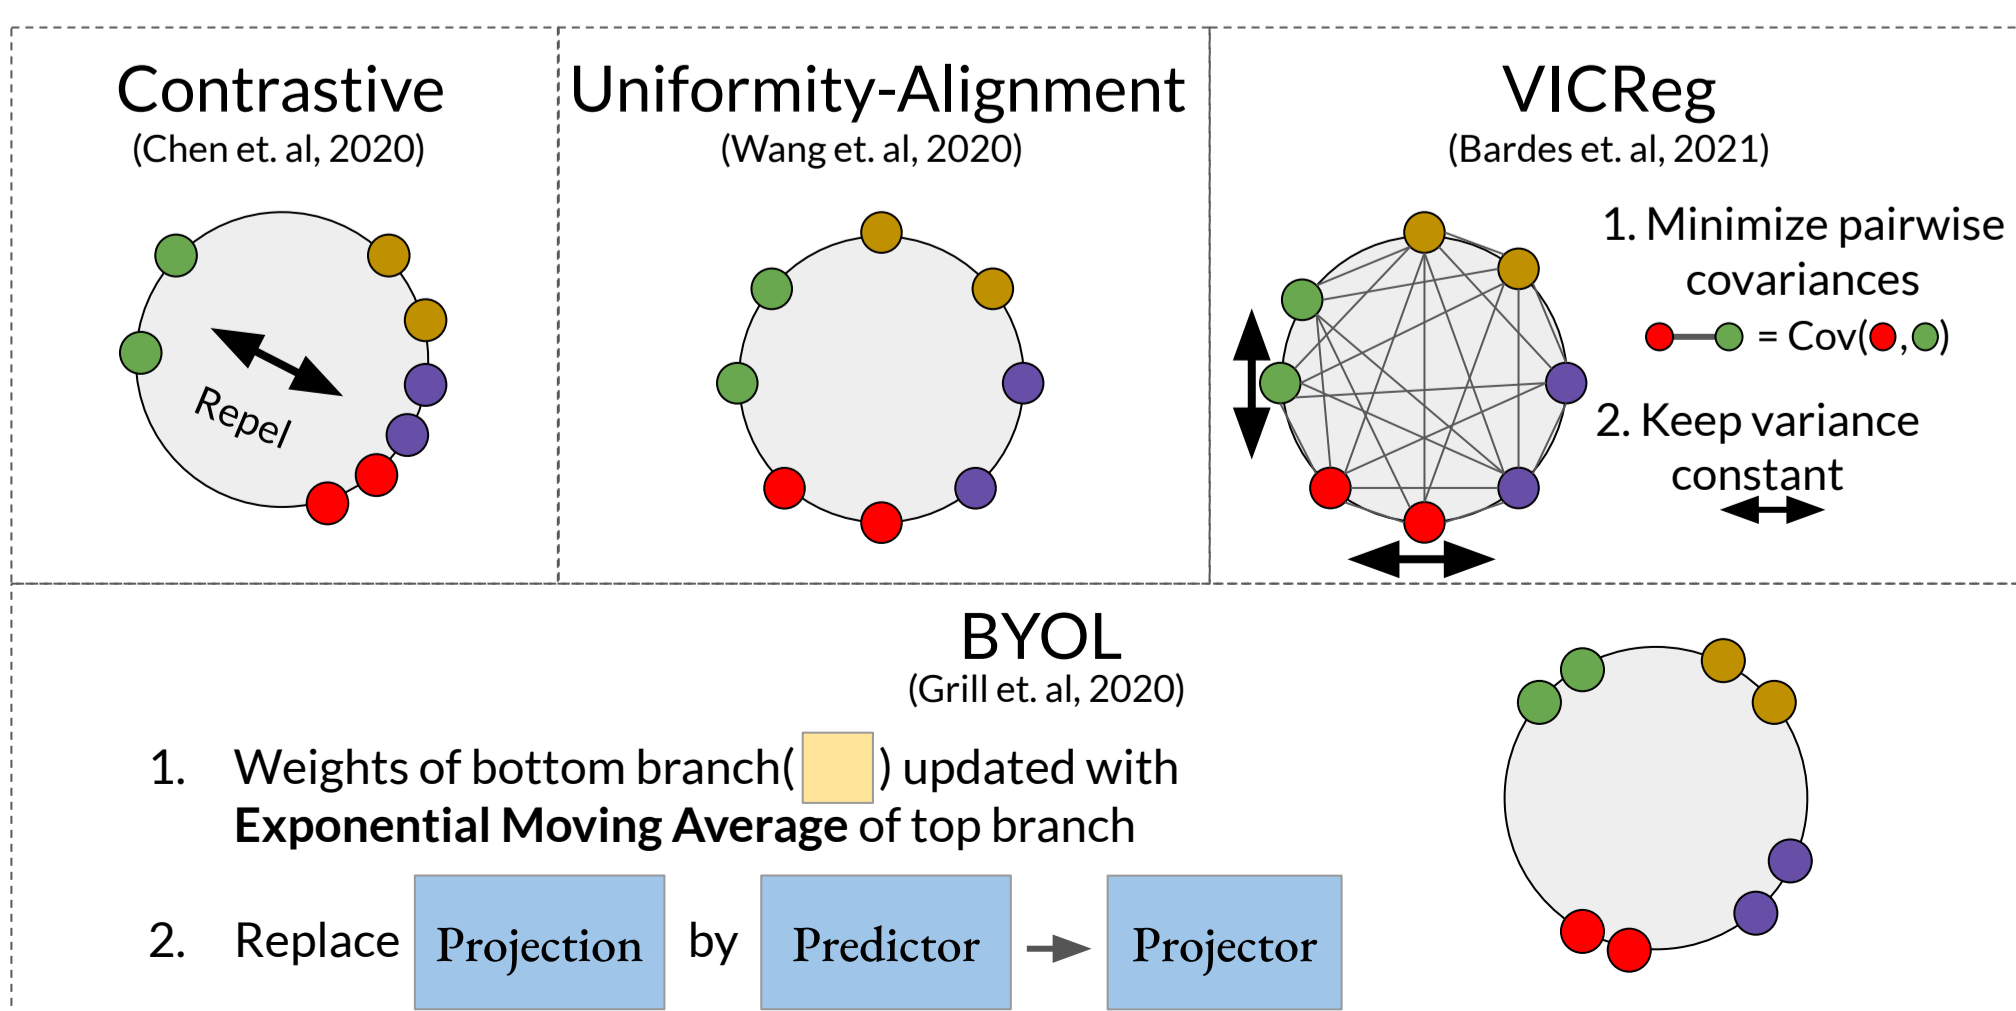 Contrastive
(Chen et. al, 2020)
Repel
Uniformity-Alignment
(Wang et. al, 2020)
VICReg
(Bardes et. al, 2021)
1. Minimize pairwise
covariances
= Cov( , )
2. Keep variance
constant
BYOL
(Grill et. al, 2020)
1. Weights of bottom branch( ) updated with
Exponential Moving Average of top branch
2. Replace Projection by Predictor Projector